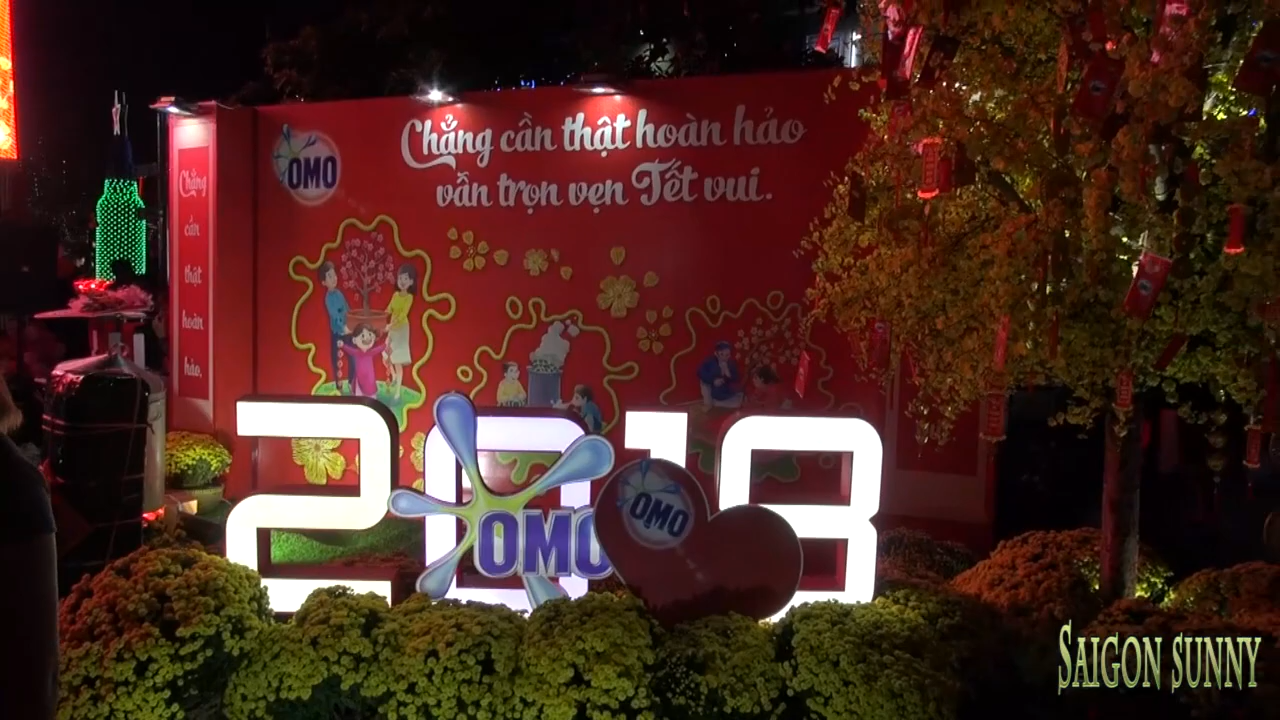 OMO
Chẳng cần thật hoàn hảo
vẫn trọn vẹn Tết vui.
Chẳng
cần
thật
hoàn
hảo,
2018
OMO
OMO
SAIGON SUNNY